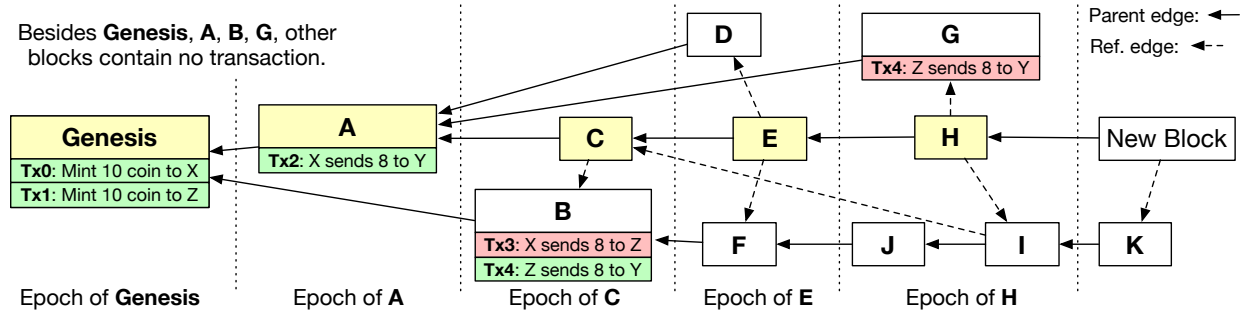 Besides Genesis, A, B, G, other
blocks contain no transaction.
Parent edge:
Ref. edge:
D
G
Tx4: Z sends 8 to Y
Genesis
Tx0: Mint 10 coin to X
Tx1: Mint 10 coin to Z
A
Tx2: X sends 8 to Y
C
E
H
New Block
B
Tx3: X sends 8 to Z
Tx4: Z sends 8 to Y
F
J
I
K
Epoch of Genesis
Epoch of A
Epoch of C
Epoch of E
Epoch of H